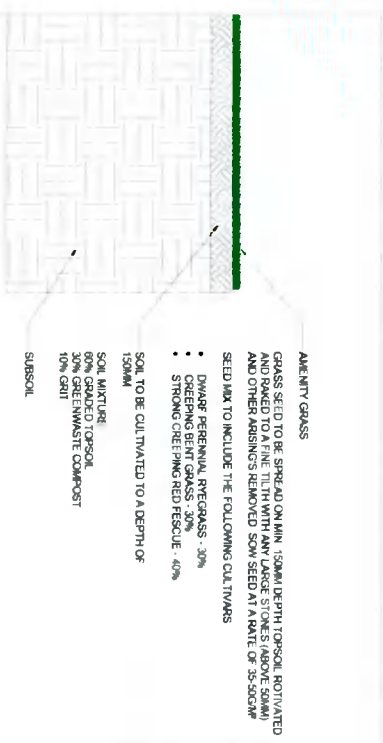 AMENITY GRASS
GRASS SEED TO BE SPREAD ON MIN 150MM DEPTH TOPSOIL ROTIVATED
AND RAKED TO A FINE TILTH WITH ANY LARGE STONES (ABOVE 50MM)
AND OTHER ARISING'S REMOVED SOW SEED AT A RATE OF 35-50G/M²
SEED MIX TO INCLUDE THE FOLLOWING CULTIVARS
• DWARF PERENNIAL RYEGRASS - 30%
• CREEPING BENT GRASS - 30%
• STRONG CREEPING RED FESCUE - 40%
SOIL TO BE CULTIVATED TO A DEPTH OF
150MM
SOIL MIXTURE
60% GRADED TOPSOIL
30% GREENWASTE COMPOST
10% GRIT
SUBSOIL